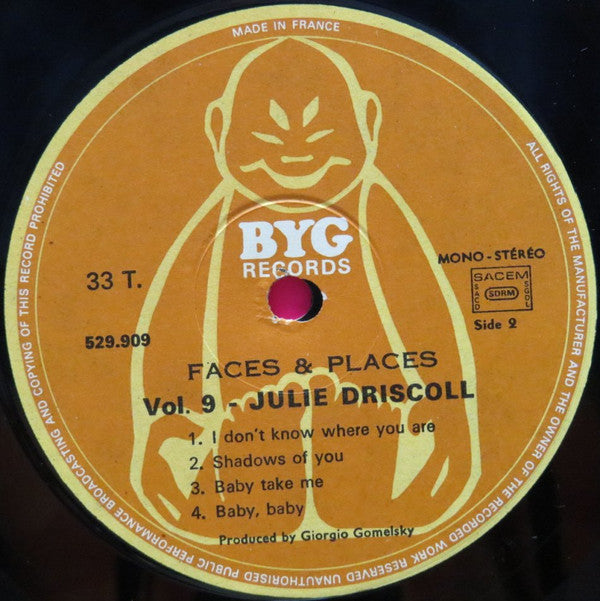 MADE IN FRANCE
ALL RIGHTS OF THE MANUFACTURER AND THE OWNER OF THE RECORDED WORK RESERVED UNAUTHORISED PUBLIC PERFORMANCE BROADCASTING AND COPYING OF THIS RECORD PROHIBITED
BYG
RECORDS
33 T.
MONO - STÉRÉO
SACEM
SACD
SDRM
SGDL
529.909
Side 2
FACES & PLACES
Vol. 9 - JULIE DRISCOLL
1. I don't know where you are
2. Shadows of you
3. Baby take me
4. Baby, baby
Produced by Giorgio Gomelsky